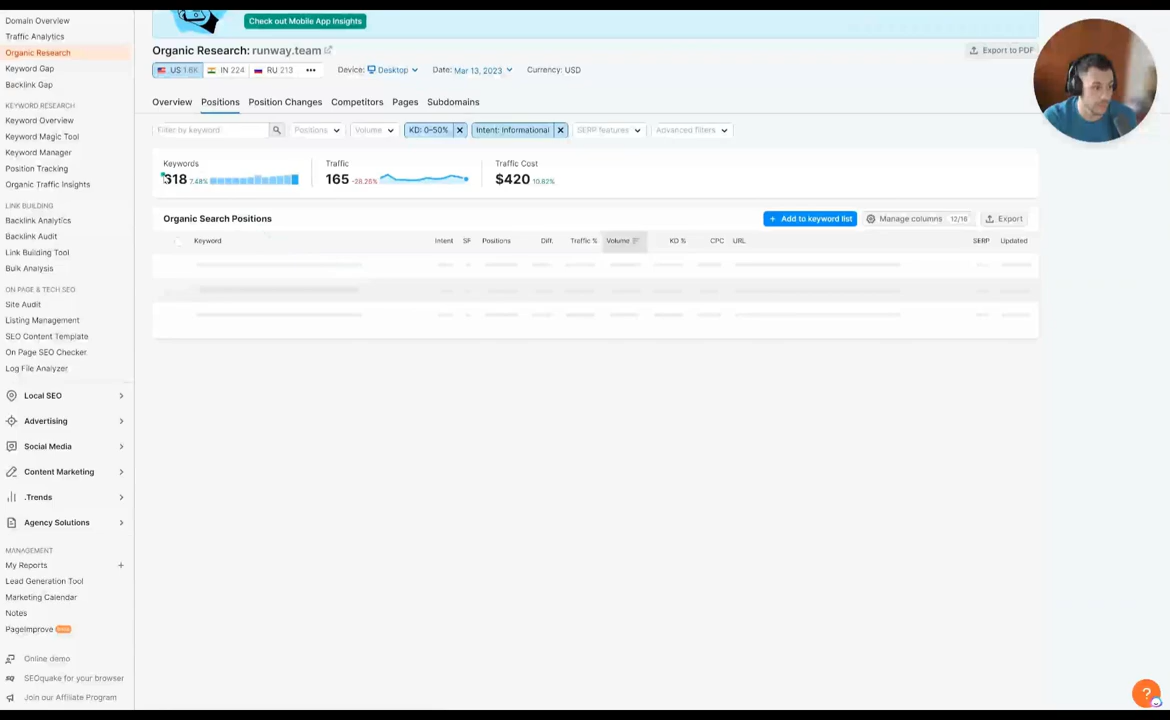 Domain Overview
Traffic Analytics
Organic Research
Keyword Gap
Backlink Gap
KEYWORD RESEARCH
Keyword Overview
Keyword Magic Tool
Keyword Manager
Position Tracking
Organic Traffic Insights
LINK BUILDING
Backlink Analytics
Backlink Audit
Link Building Tool
Bulk Analysis
ON PAGE & TECH SEO
Site Audit
Listing Management
SEO Content Template
On Page SEO Checker
Log File Analyzer
Local SEO
Advertising
Social Media
Content Marketing
.Trends
Agency Solutions
MANAGEMENT
My Reports +
Lead Generation Tool
Marketing Calendar
Notes
PageImprove
Online demo
SEOquake for your browser
Join our Affiliate Program
Check out Mobile App Insights
Organic Research: runway.team
Export to PDF
US 1.6K IN 224 RU 213 ••• Device: Desktop Date: Mar 13, 2023 Currency: USD
Overview Positions Position Changes Competitors Pages Subdomains
Filter by keyword Positions Volume KD: 0-50% Intent: Informational SERP features Advanced filters
Keywords Traffic Traffic Cost
318 7.48% 165 -28.26% $420 10.82%
Organic Search Positions + Add to keyword list Manage columns 12/16 Export
Keyword Intent SF Positions Diff. Traffic % Volume KD % CPC URL SERP Updated
?